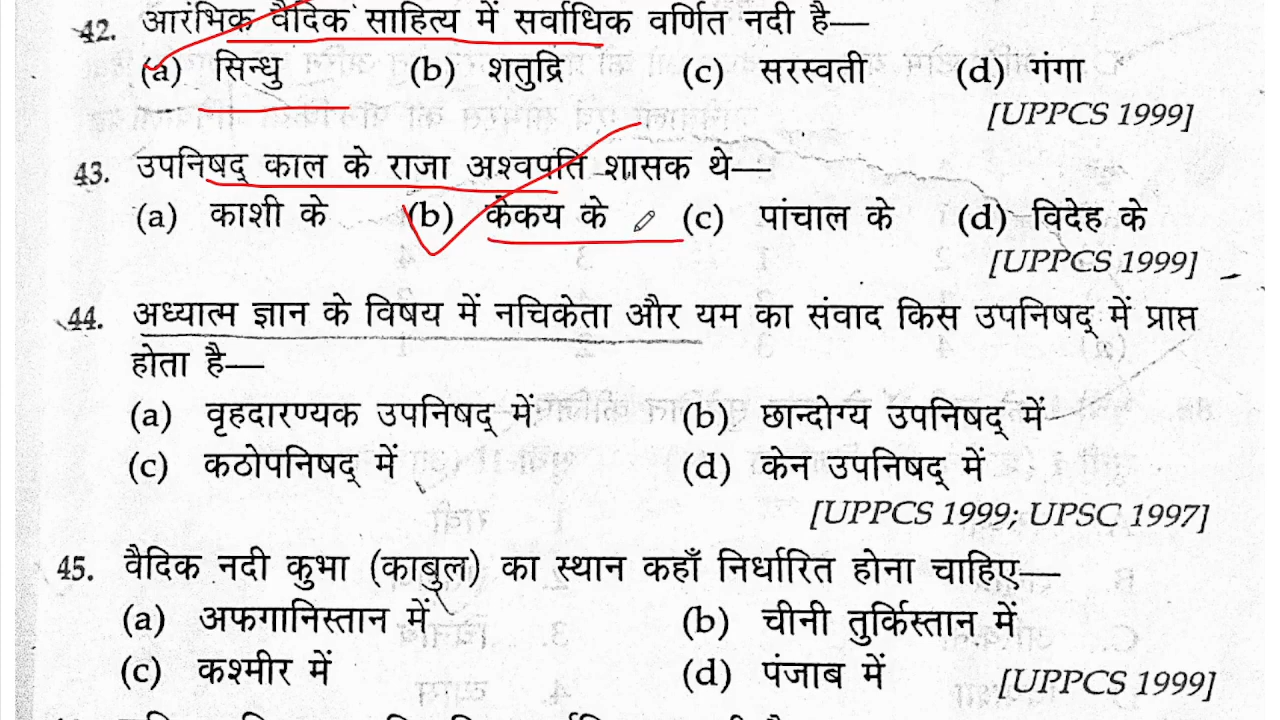 42. आरंभिक वैदिक साहित्य में सर्वाधिक वर्णित नदी है—
(a) सिन्धु (b) शतुद्रि (c) सरस्वती (d) गंगा
[UPPCS 1999]
43. उपनिषद् काल के राजा अश्वपति शासक थे—
(a) काशी के (b) केकय के (c) पांचाल के (d) विदेह के
[UPPCS 1999]
44. अध्यात्म ज्ञान के विषय में नचिकेता और यम का संवाद किस उपनिषद् में प्राप्त
होता है—
(a) वृहदारण्यक उपनिषद् में (b) छान्दोग्य उपनिषद् में
(c) कठोपनिषद् में (d) केन उपनिषद् में
[UPPCS 1999; UPSC 1997]
45. वैदिक नदी कुभा (काबुल) का स्थान कहाँ निर्धारित होना चाहिए—
(a) अफगानिस्तान में (b) चीनी तुर्किस्तान में
(c) कश्मीर में (d) पंजाब में [UPPCS 1999]